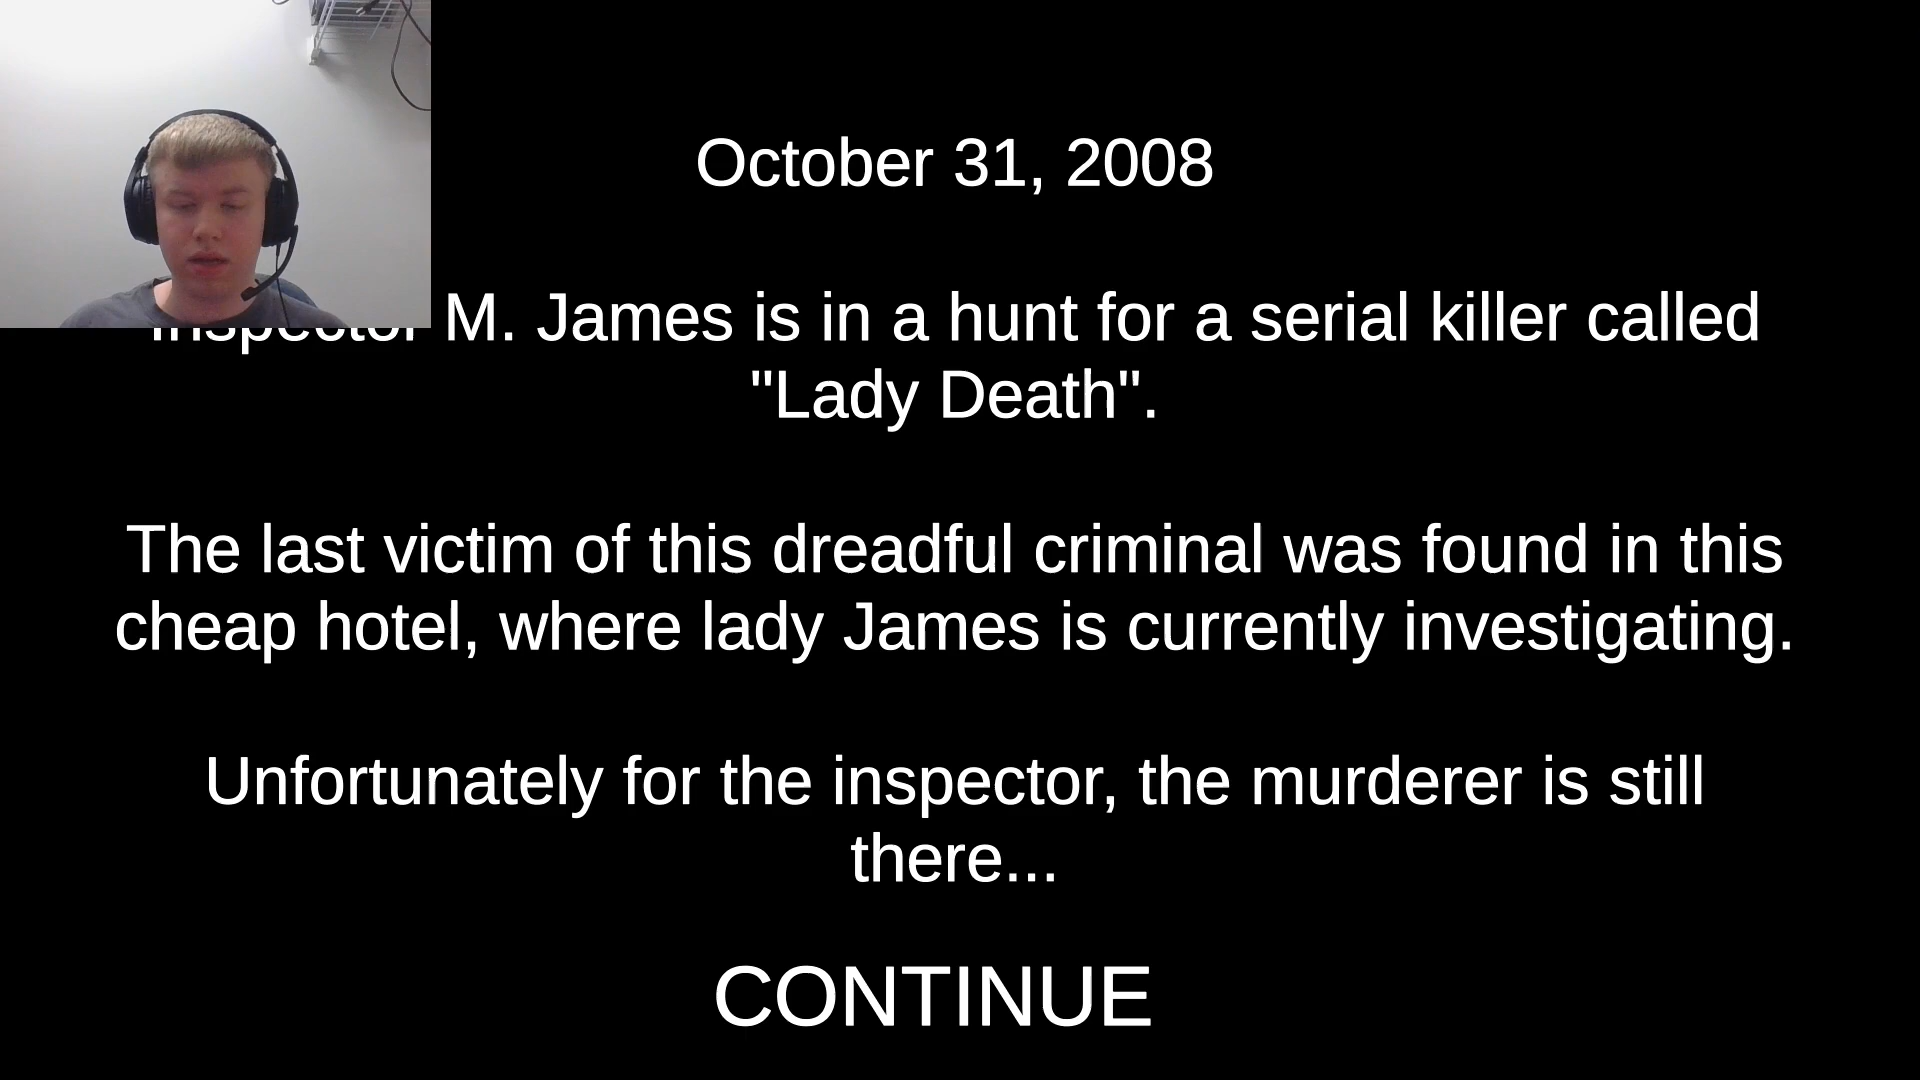 October 31, 2008
Inspector M. James is in a hunt for a serial killer called
"Lady Death".
The last victim of this dreadful criminal was found in this
cheap hotel, where lady James is currently investigating.
Unfortunately for the inspector, the murderer is still
there...
CONTINUE